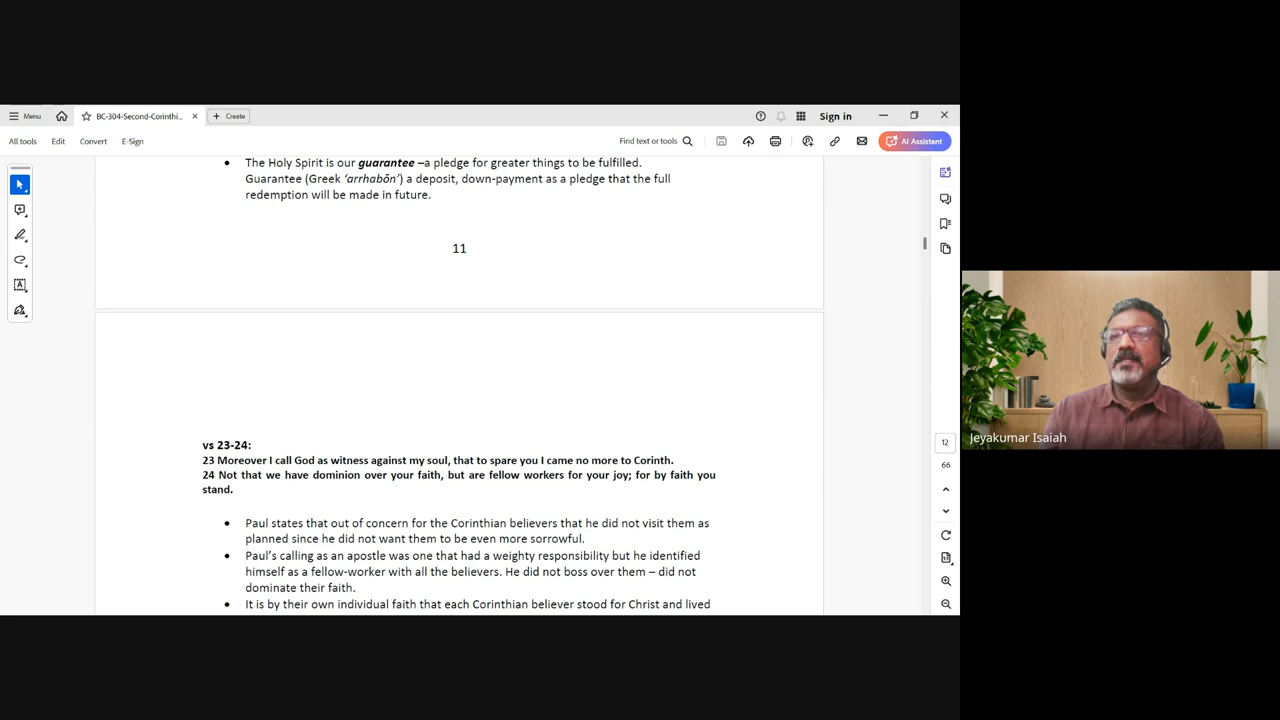 Menu
BC-304-Second-Corinthi...
Create
Sign in
All tools Edit Convert E-Sign
Find text or tools
AI Assistant
• The Holy Spirit is our guarantee –a pledge for greater things to be fulfilled.
Guarantee (Greek ‘arrhabōn’) a deposit, down-payment as a pledge that the full
redemption will be made in future.
11
vs 23-24:
23 Moreover I call God as witness against my soul, that to spare you I came no more to Corinth.
24 Not that we have dominion over your faith, but are fellow workers for your joy; for by faith you
stand.
• Paul states that out of concern for the Corinthian believers that he did not visit them as
planned since he did not want them to be even more sorrowful.
• Paul’s calling as an apostle was one that had a weighty responsibility but he identified
himself as a fellow-worker with all the believers. He did not boss over them – did not
dominate their faith.
• It is by their own individual faith that each Corinthian believer stood for Christ and lived
12
66
Jeyakumar Isaiah